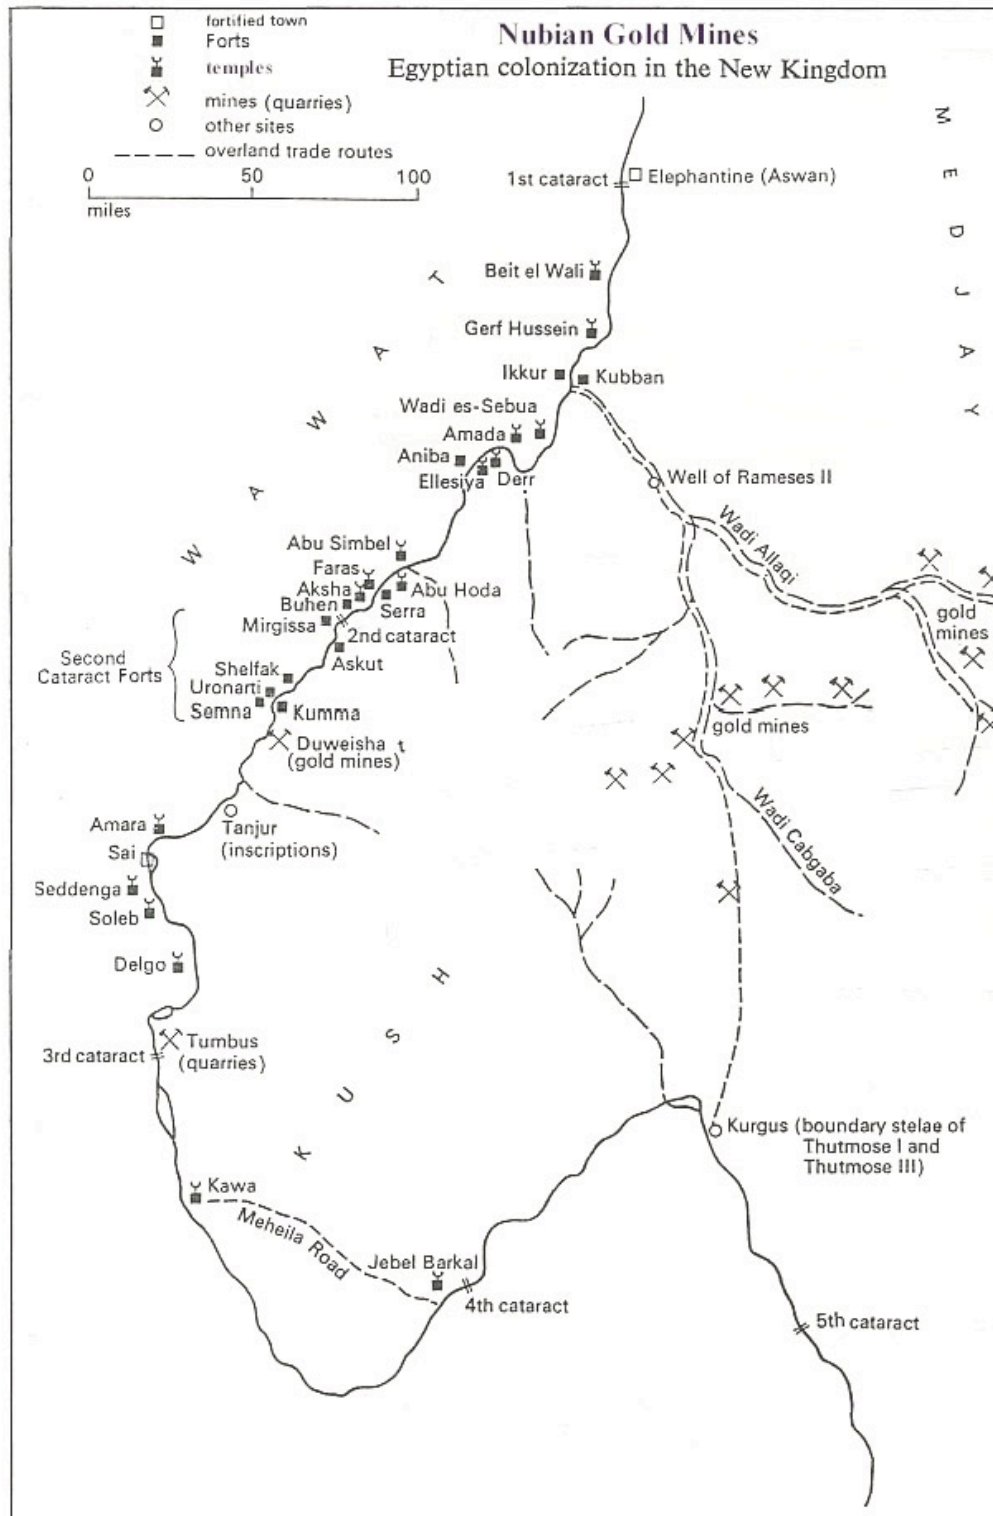 Nubian Gold Mines
Egyptian colonization in the New Kingdom
fortified town
Forts
temples
mines (quarries)
other sites
overland trade routes
0 50 100
miles
MEDJAY
1st cataract
Elephantine (Aswan)
WAWAT
Beit el Wali
Gerf Hussein
Ikkur
Kubban
Wadi es-Sebua
Amada
Aniba
Ellesiya
Derr
Well of Rameses II
Wadi Allaqi
Abu Simbel
Faras
Aksha
Abu Hoda
Buhen
Serra
Mirgissa
2nd cataract
gold
mines
Second
Cataract Forts
Askut
Shelfak
Uronarti
Semna
Kumma
gold mines
Duweishat
(gold mines)
Wadi Cabgaba
Amara
Tanjur
(inscriptions)
Sai
Seddenga
Soleb
Delgo
KUSH
Tumbus
(quarries)
3rd cataract
Kurgus (boundary stelae of
Thutmose I and
Thutmose III)
Kawa
Meheila Road
Jebel Barkal
4th cataract
5th cataract